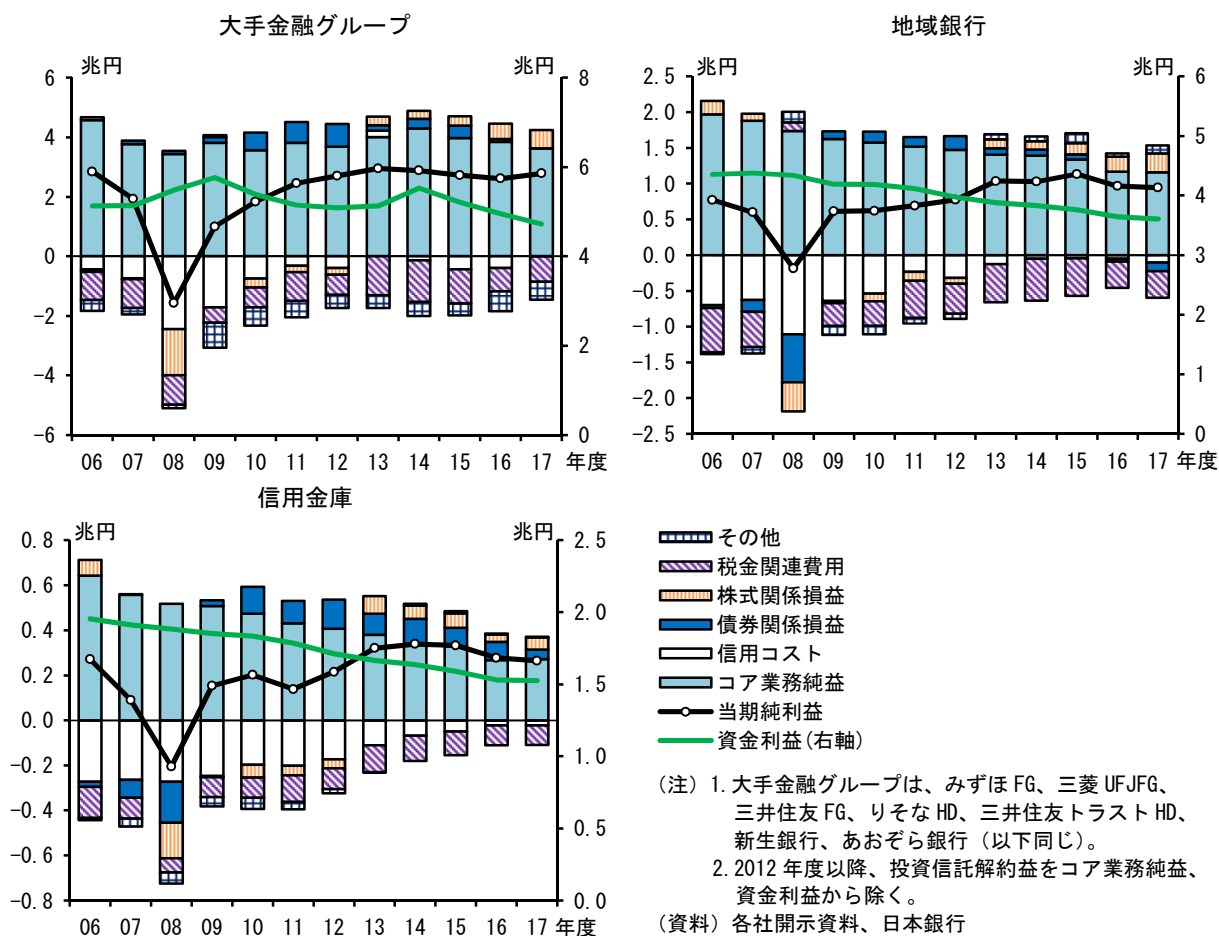 大手金融グループ
兆円
兆円
6
4
2
0
-2
-4
-6
8
6
4
2
0
06 07 08 09 10 11 12 13 14 15 16 17 年度
地域銀行
兆円
兆円
2.5
2.0
1.5
1.0
0.5
0.0
-0.5
-1.0
-1.5
-2.0
-2.5
6
5
4
3
2
1
0
06 07 08 09 10 11 12 13 14 15 16 17 年度
信用金庫
兆円
兆円
0.8
0.6
0.4
0.2
0.0
-0.2
-0.4
-0.6
-0.8
2.5
2.0
1.5
1.0
0.5
0.0
06 07 08 09 10 11 12 13 14 15 16 17 年度
その他
税金関連費用
株式関係損益
債券関係損益
信用コスト
コア業務純益
当期純利益
資金利益(右軸)
（注）1.大手金融グループは、みずほFG、三菱UFJFG、
三井住友FG、りそなHD、三井住友トラストHD、
新生銀行、あおぞら銀行（以下同じ）。
2.2012年度以降、投資信託解約益をコア業務純益、
資金利益から除く。
（資料）各社開示資料、日本銀行